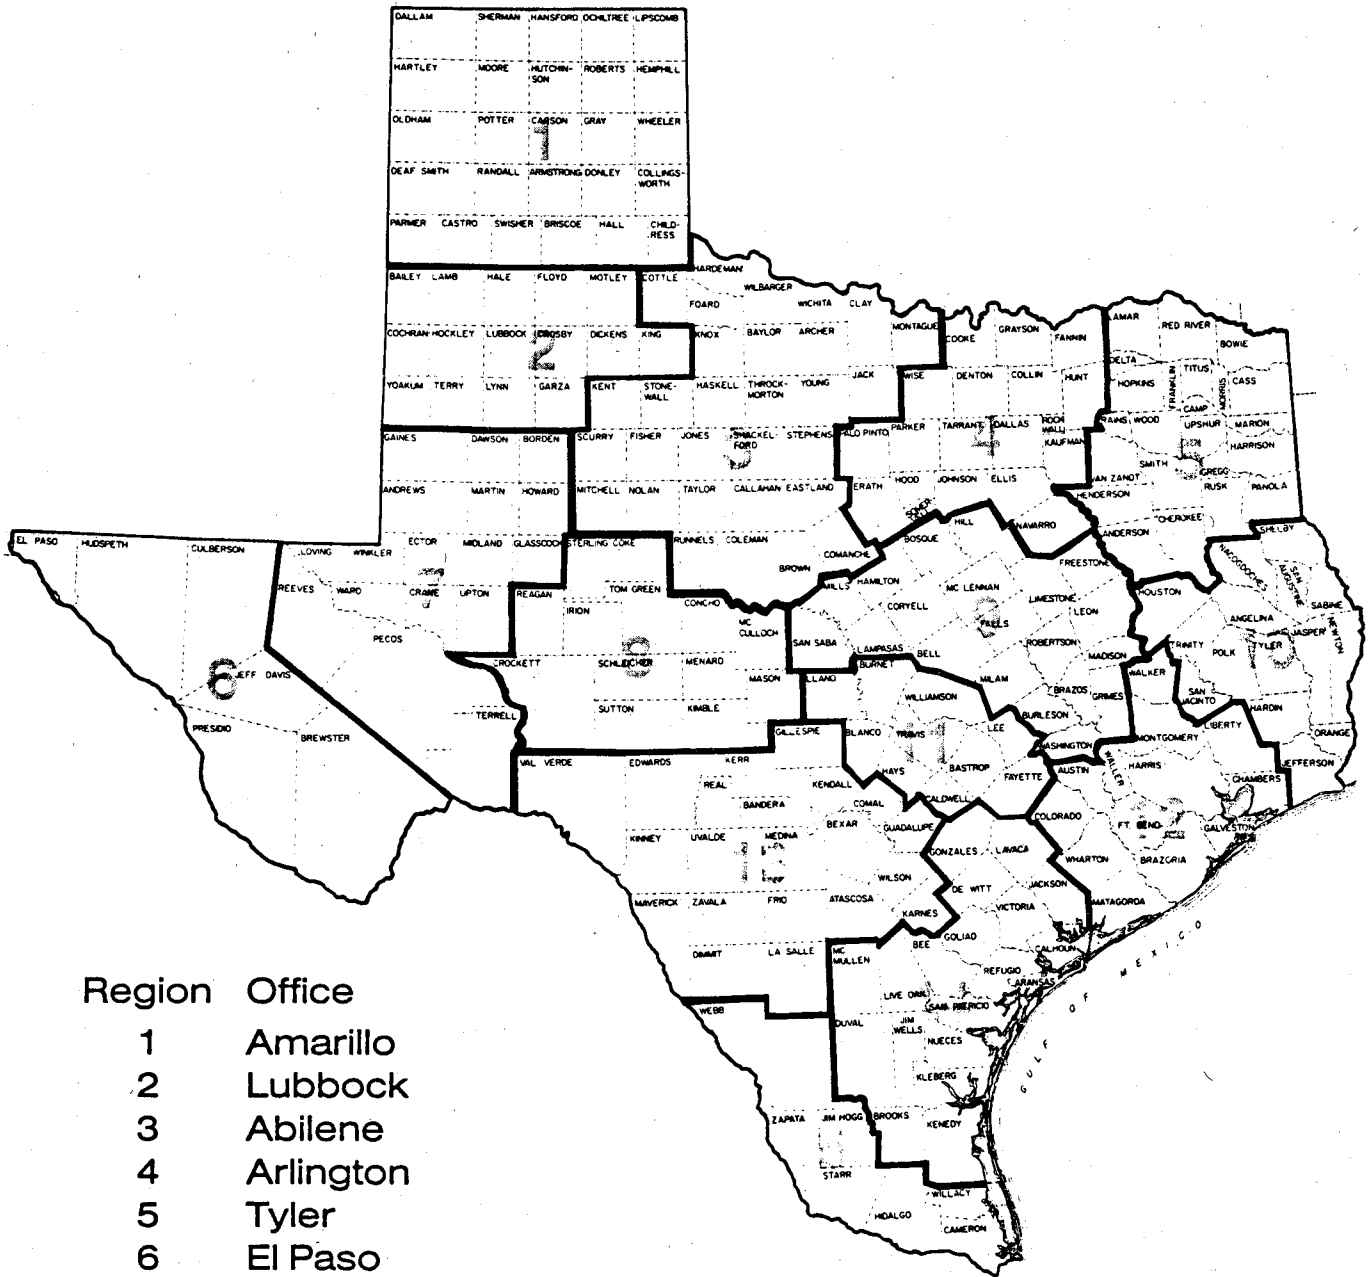 DALLAM SHERMAN HANSFORD OCHILTREE LIPSCOMB
HARTLEY MOORE HUTCHIN-SON ROBERTS HEMPHILL
OLDHAM POTTER CARSON GRAY WHEELER
1
DEAF SMITH RANDALL ARMSTRONG DONLEY COLLINGS-WORTH
PARMER CASTRO SWISHER BRISCOE HALL CHILD-RESS
BAILEY LAMB HALE FLOYD MOTLEY COTTLE HARDEMAN
FOARD WILBARGER WICHITA CLAY
COCHRAN HOCKLEY LUBBOCK CROSBY DICKENS KING KNOX BAYLOR ARCHER MONTAGUE COOKE GRAYSON FANNIN LAMAR RED RIVER BOWIE
2
YOAKUM TERRY LYNN GARZA KENT STONE-WALL HASKELL THROCK-MORTON YOUNG JACK WISE DENTON COLLIN HUNT DELTA HOPKINS FRANKLIN TITUS CAMP MORRIS CASS
GAINES DAWSON BORDEN SCURRY FISHER JONES SHACKEL-FORD STEPHENS PALO PINTO PARKER TARRANT DALLAS ROCK WALL KAUFMAN RAINS WOOD UPSHUR MARION HARRISON
3 4 5
ANDREWS MARTIN HOWARD MITCHELL NOLAN TAYLOR CALLAHAN EASTLAND ERATH HOOD JOHNSON ELLIS VAN ZANDT SMITH GREGG RUSK PANOLA
HENDERSON HILL NAVARRO ANDERSON CHEROKEE SHELBY
EL PASO HUDSPETH CULBERSON LOVING WINKLER ECTOR MIDLAND GLASSCOCK STERLING COKE RUNNELS COLEMAN BROWN COMANCHE BOSQUE FREESTONE NACOGDOCHES SAN AUGUSTINE SABINE
REEVES WARD CRANE UPTON REAGAN IRION TOM GREEN CONCHO MC CULLOCH MILLS HAMILTON CORYELL MC LENNAN LIMESTONE LEON HOUSTON ANGELINA
7
PECOS CROCKETT SCHLEICHER MENARD SAN SABA LAMPASAS BELL FALLS ROBERTSON MADISON WALKER TRINITY POLK TYLER JASPER NEWTON
6
JEFF DAVIS TERRELL SUTTON KIMBLE MASON LLANO BURNET WILLIAMSON MILAM BRAZOS GRIMES SAN JACINTO HARDIN ORANGE
PRESIDIO BREWSTER GILLESPIE BLANCO TRAVIS LEE BURLESON WASHINGTON MONTGOMERY LIBERTY JEFFERSON
11
VAL VERDE EDWARDS KERR REAL BANDERA KENDALL HAYS BASTROP FAYETTE AUSTIN WALLER HARRIS CHAMBERS
COMAL CALDWELL COLORADO FT. BEND GALVESTON
KINNEY UVALDE MEDINA BEXAR GUADALUPE GONZALES LAVACA WHARTON BRAZORIA
MAVERICK ZAVALA FRIO ATASCOSA WILSON KARNES DE WITT JACKSON VICTORIA MATAGORDA
DIMMIT LA SALLE MC MULLEN BEE GOLIAD CALHOUN
REFUGIO ARANSAS
LIVE OAK SAN PATRICIO
WEBB DUVAL JIM WELLS NUECES
KLEBERG
ZAPATA JIM HOGG BROOKS KENEDY
STARR WILLACY
HIDALGO CAMERON
GULF OF MEXICO
Region Office
1 Amarillo
2 Lubbock
3 Abilene
4 Arlington
5 Tyler
6 El Paso